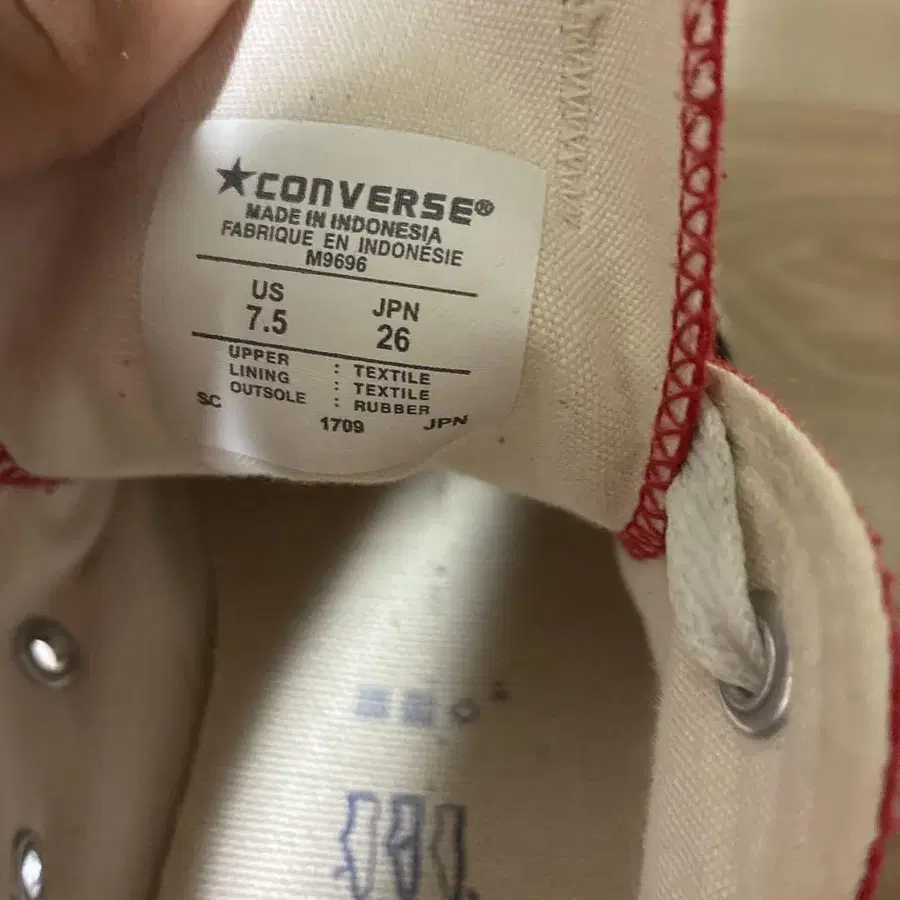 ★CONVERSE®
MADE IN INDONESIA
FABRIQUE EN INDONÉSIE
M9696
US JPN
7.5 26
UPPER : TEXTILE
LINING : TEXTILE
OUTSOLE : RUBBER
SC 1709 JPN